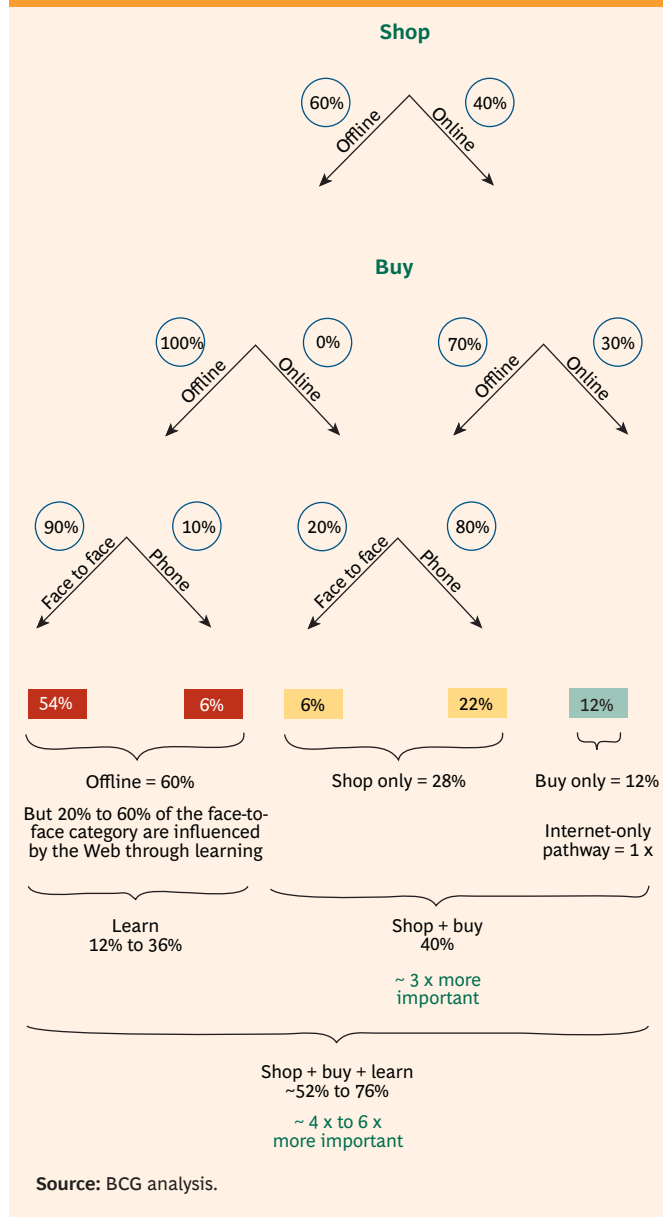 Shop
60%
40%
Offline
Online
Buy
100%
0%
70%
30%
Offline
Online
Offline
Online
90%
10%
20%
80%
Face to face
Phone
Face to face
Phone
54%
6%
6%
22%
12%
Offline = 60%
Shop only = 28%
Buy only = 12%
But 20% to 60% of the face-to-
face category are influenced
by the Web through learning
Internet-only
pathway = 1 x
Learn
12% to 36%
Shop + buy
40%
~ 3 x more
important
Shop + buy + learn
~52% to 76%
~ 4 x to 6 x
more important
Source: BCG analysis.